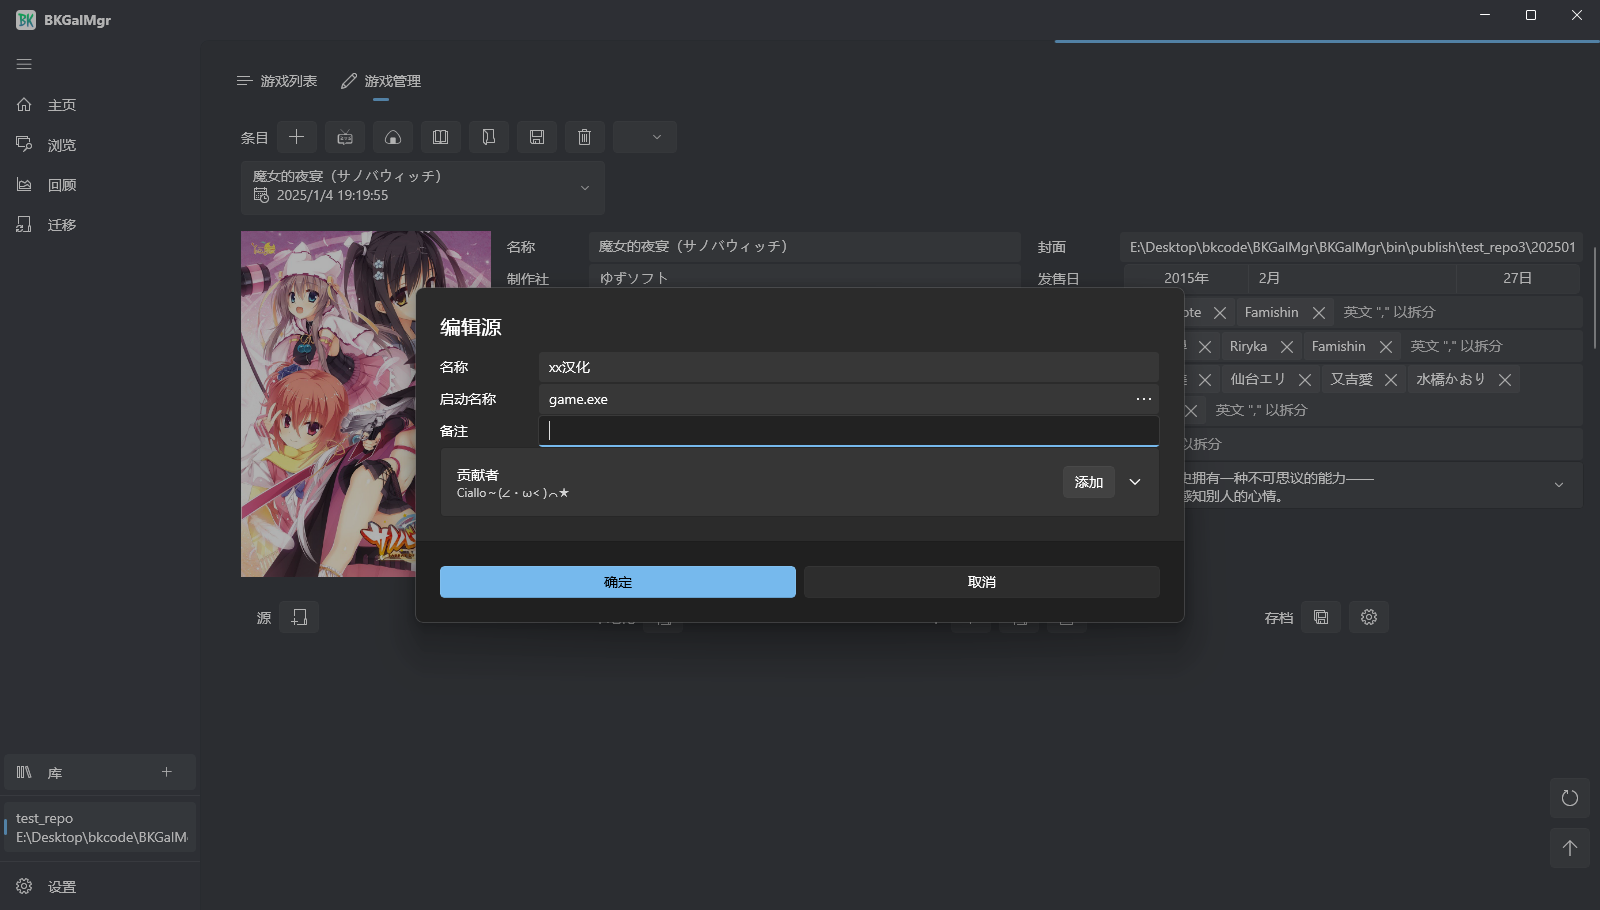 BKGalMgr
游戏列表
游戏管理
主页
浏览
回顾
迁移
条目
魔女的夜宴（サノバウィッチ）
2025/1/4 19:19:55
名称
魔女的夜宴（サノバウィッチ）
封面
E:\Desktop\bkcode\BKGalMgr\BKGalMgr\bin\publish\test_repo3\202501
制作社
ゆずソフト
发售日
2015年
2月
27日
ote
Famishin
英文 "," 以拆分
Riryka
Famishin
英文 "," 以拆分
仙台エリ
又吉愛
水橋かおり
英文 "," 以拆分
以拆分
史拥有一种不可思议的能力——
感知别人的心情。
编辑源
名称
xx汉化
启动名称
game.exe
备注
贡献者
Ciallo～(∠・ω< )⌒★
添加
确定
取消
源
存档
库
test_repo
E:\Desktop\bkcode\BKGalM
设置